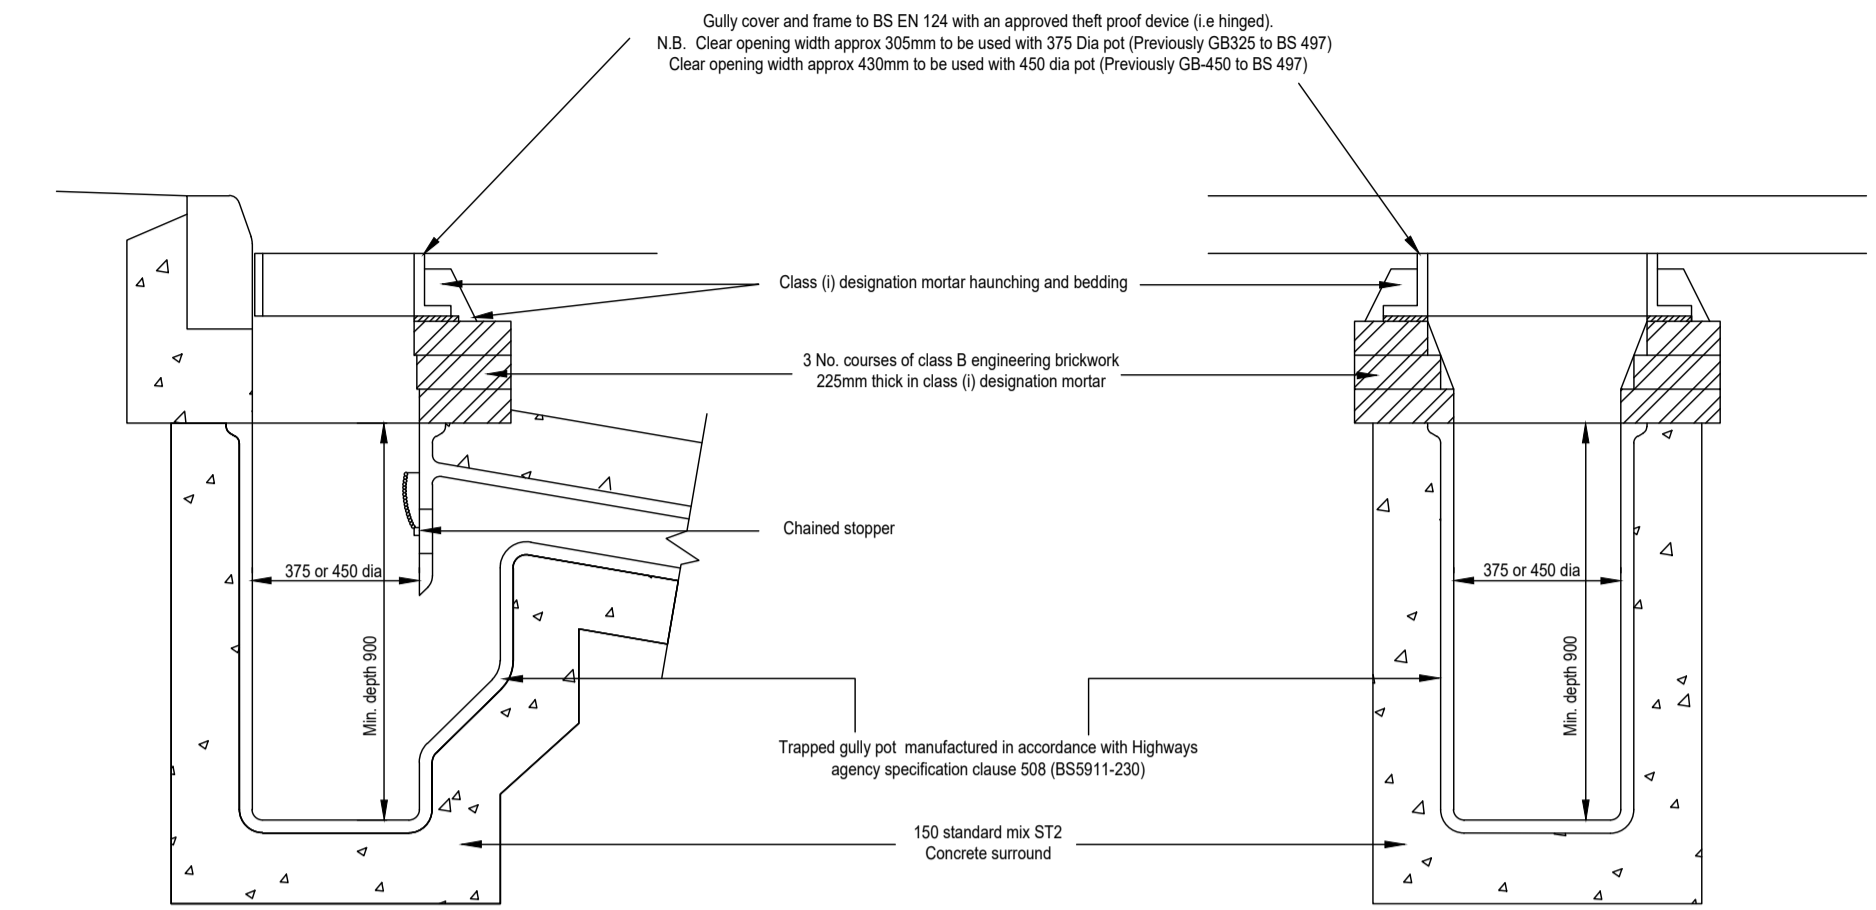 Gully cover and frame to BS EN 124 with an approved theft proof device (i.e hinged).
N.B. Clear opening width approx 305mm to be used with 375 Dia pot (Previously GB325 to BS 497)
Clear opening width approx 430mm to be used with 450 dia pot (Previously GB-450 to BS 497)
Class (i) designation mortar haunching and bedding
3 No. courses of class B engineering brickwork
225mm thick in class (i) designation mortar
Chained stopper
375 or 450 dia
375 or 450 dia
Min. depth 900
Min. depth 900
Trapped gully pot manufactured in accordance with Highways
agency specification clause 508 (BS5911-230)
150 standard mix ST2
Concrete surround